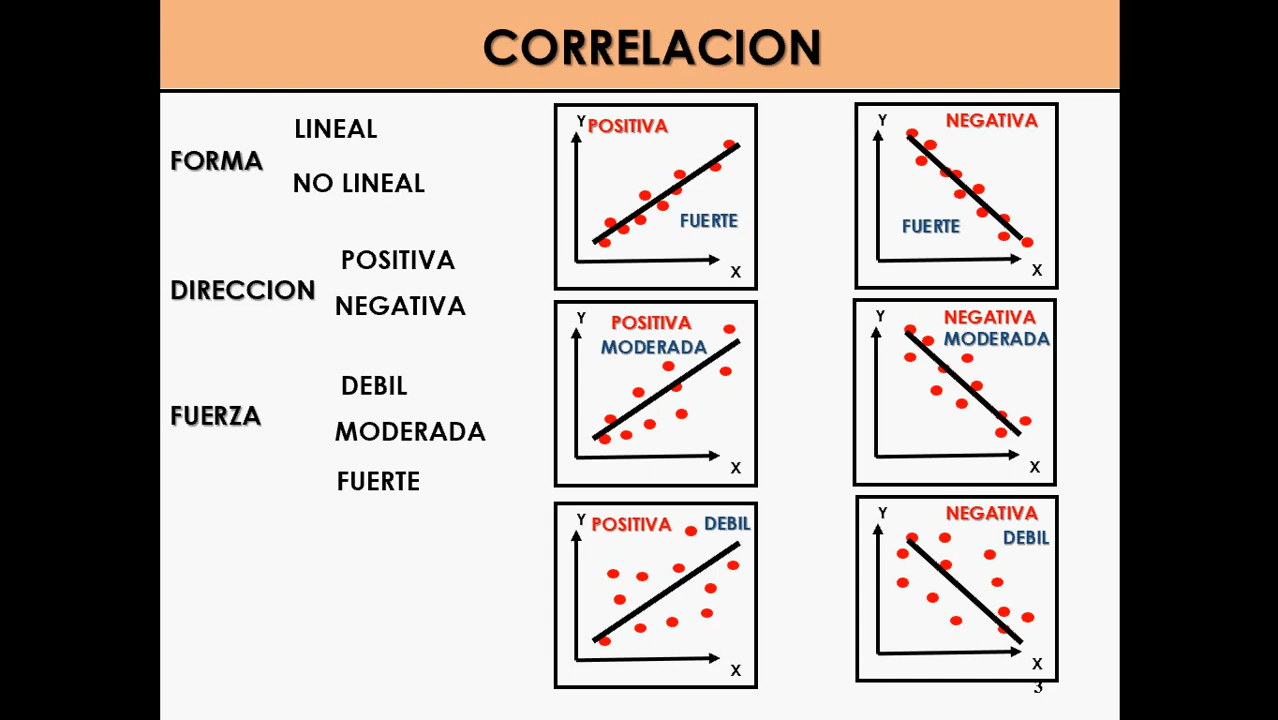 CORRELACION
LINEAL
FORMA
NO LINEAL
POSITIVA
DIRECCION
NEGATIVA
DEBIL
FUERZA
MODERADA
FUERTE
Y POSITIVA
FUERTE
X
Y NEGATIVA
FUERTE
X
Y POSITIVA
MODERADA
X
Y NEGATIVA
MODERADA
X
Y POSITIVA DEBIL
X
Y NEGATIVA
DEBIL
X
3